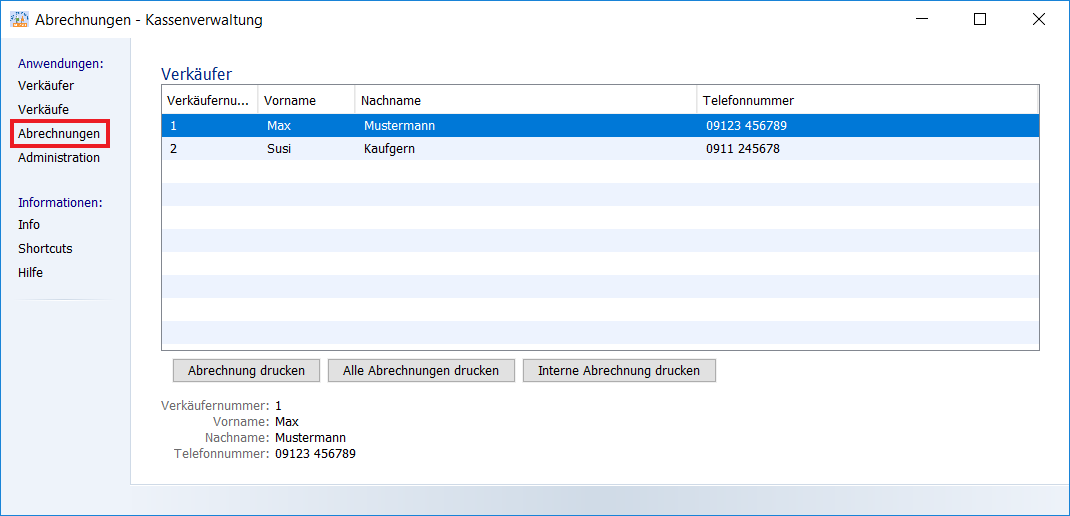 Abrechnungen - Kassenverwaltung
Anwendungen:
Verkäufer
Verkäufe
Abrechnungen
Administration
Informationen:
Info
Shortcuts
Hilfe
Verkäufer
Verkäufernu... Vorname Nachname Telefonnummer
1 Max Mustermann 09123 456789
2 Susi Kaufgern 0911 245678
Abrechnung drucken Alle Abrechnungen drucken Interne Abrechnung drucken
Verkäufernummer: 1
Vorname: Max
Nachname: Mustermann
Telefonnummer: 09123 456789